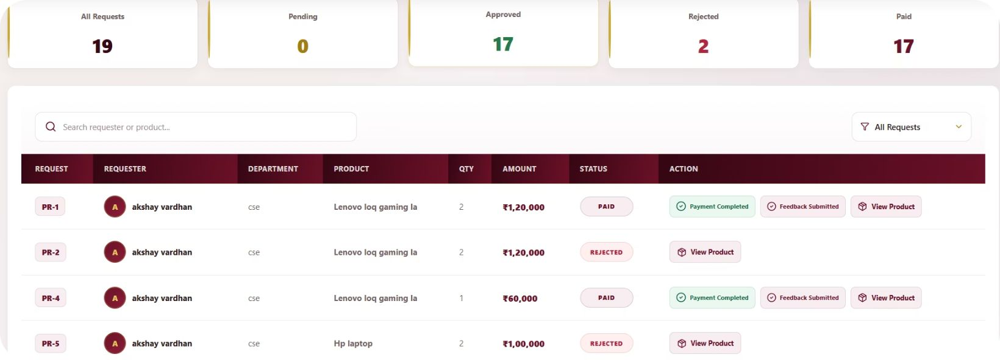 All Requests
19
Pending
0
Approved
17
Rejected
2
Paid
17
Search requester or product...
All Requests
REQUEST REQUESTER DEPARTMENT PRODUCT QTY AMOUNT STATUS ACTION
PR-1 A akshay vardhan cse Lenovo loq gaming la 2 ₹1,20,000 PAID Payment Completed Feedback Submitted View Product
PR-2 A akshay vardhan cse Lenovo loq gaming la 2 ₹1,20,000 REJECTED View Product
PR-4 A akshay vardhan cse Lenovo loq gaming la 1 ₹60,000 PAID Payment Completed Feedback Submitted View Product
PR-5 A akshay vardhan cse Hp laptop 2 ₹1,00,000 REJECTED View Product